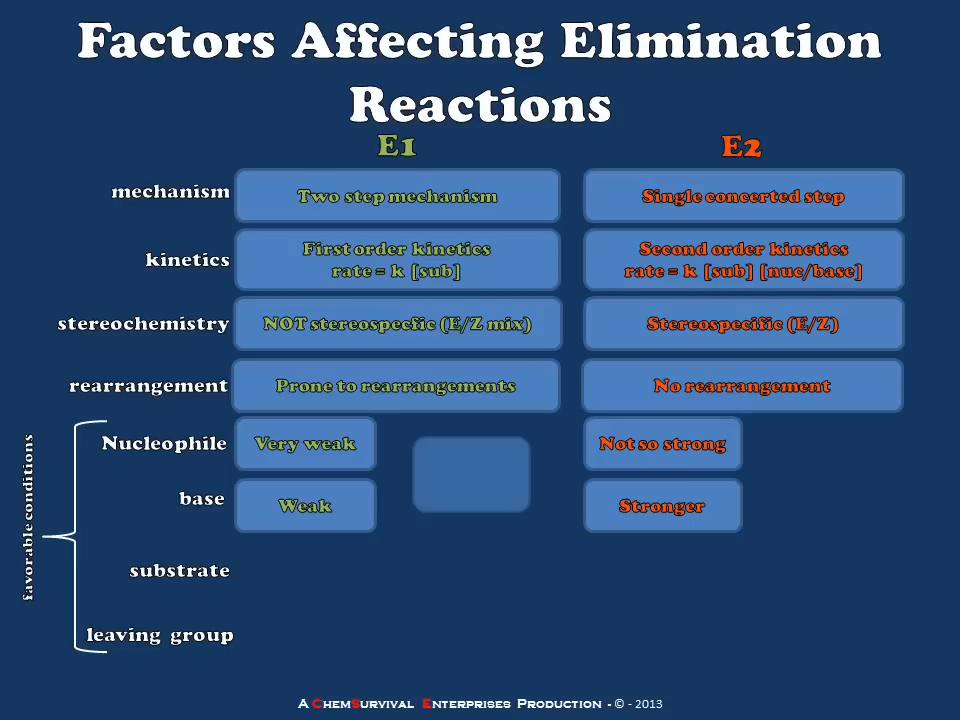 Factors Affecting Elimination
Reactions
E1
E2
mechanism
Two step mechanism
Single concerted step
kinetics
First order kinetics
rate = k [sub]
Second order kinetics
rate = k [sub] [nuc/base]
stereochemistry
NOT stereospecfic (E/Z mix)
Stereospecific (E/Z)
rearrangement
Prone to rearrangements
No rearrangement
favorable conditions
Nucleophile
Very weak
Not so strong
base
Weak
Stronger
substrate
leaving group
A ChemSurvival Enterprises Production - © - 2013